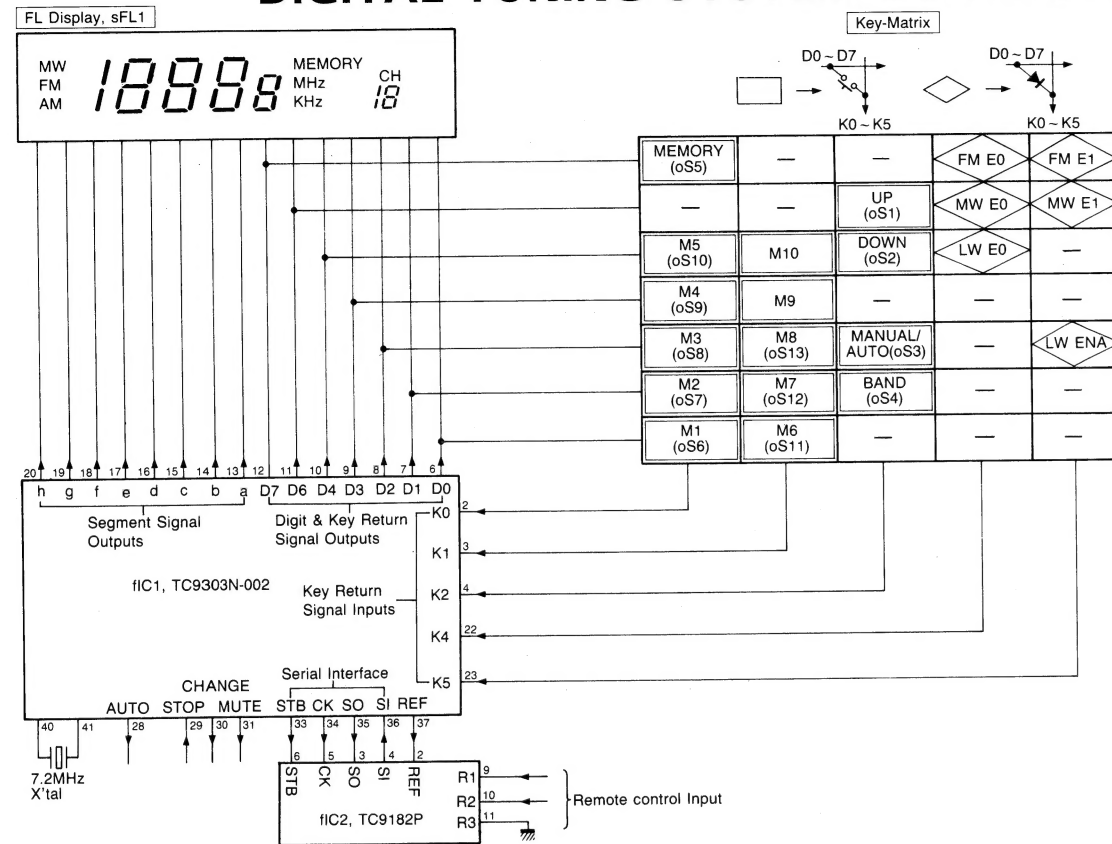 FL Display, sFL1
Key-Matrix
MW
FM
AM
1888
8
MEMORY
MHz
KHz
CH
18
D0 ~ D7
K0 ~ K5
D0 ~ D7
K0 ~ K5
MEMORY (oS5) — — FM E0 FM E1
— — UP (oS1) MW E0 MW E1
M5 (oS10) M10 DOWN (oS2) LW E0 —
M4 (oS9) M9 — — —
M3 (oS8) M8 (oS13) MANUAL/ AUTO(oS3) — LW ENA
M2 (oS7) M7 (oS12) BAND (oS4) — —
M1 (oS6) M6 (oS11) — — —
20 19 18 17 16 15 14 13 12 11 10 9 8 7 6
h g f e d c b a D7 D6 D4 D3 D2 D1 D0
Segment Signal
Outputs
Digit & Key Return
Signal Outputs
K0 2
K1 3
K2 4
K4 22
K5 23
fIC1, TC9303N-002
Key Return
Signal Inputs
Serial Interface
CHANGE
AUTO STOP MUTE STB CK SO SI REF
40 41 28 29 30 31 33 34 35 36 37
7.2MHz
X'tal
6 5 3 4 2
STB CK SO SI REF
R1 9
R2 10
R3 11
Remote control Input
fIC2, TC9182P